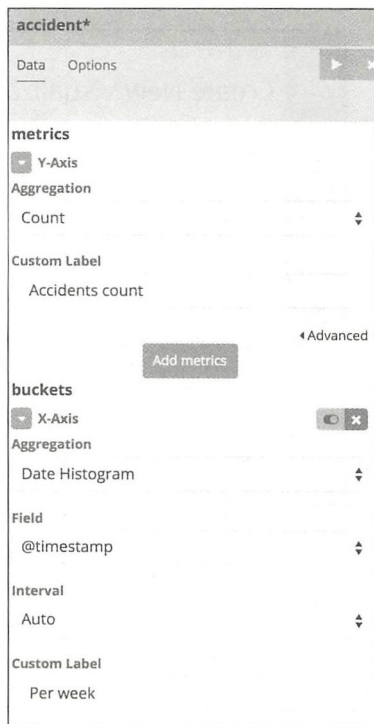 accident*
Data Options
metrics
Y-Axis
Aggregation
Count
Custom Label
Accidents count
Advanced
Add metrics
buckets
X-Axis
Aggregation
Date Histogram
Field
@timestamp
Interval
Auto
Custom Label
Per week